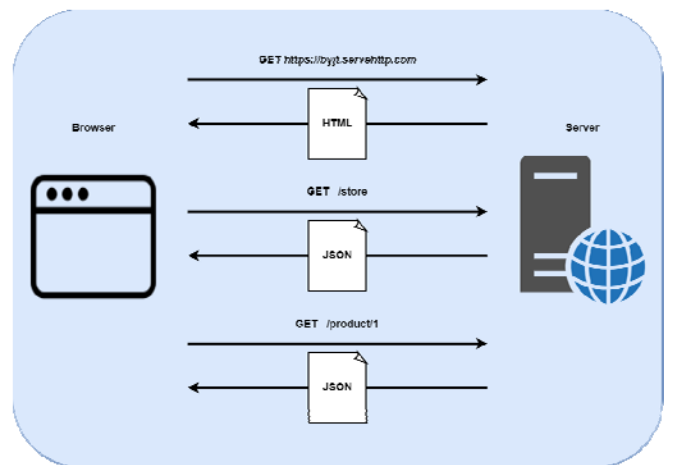 GET https://byjt.servehttp.com
HTML
Browser
Server
GET /store
JSON
GET /product/1
JSON